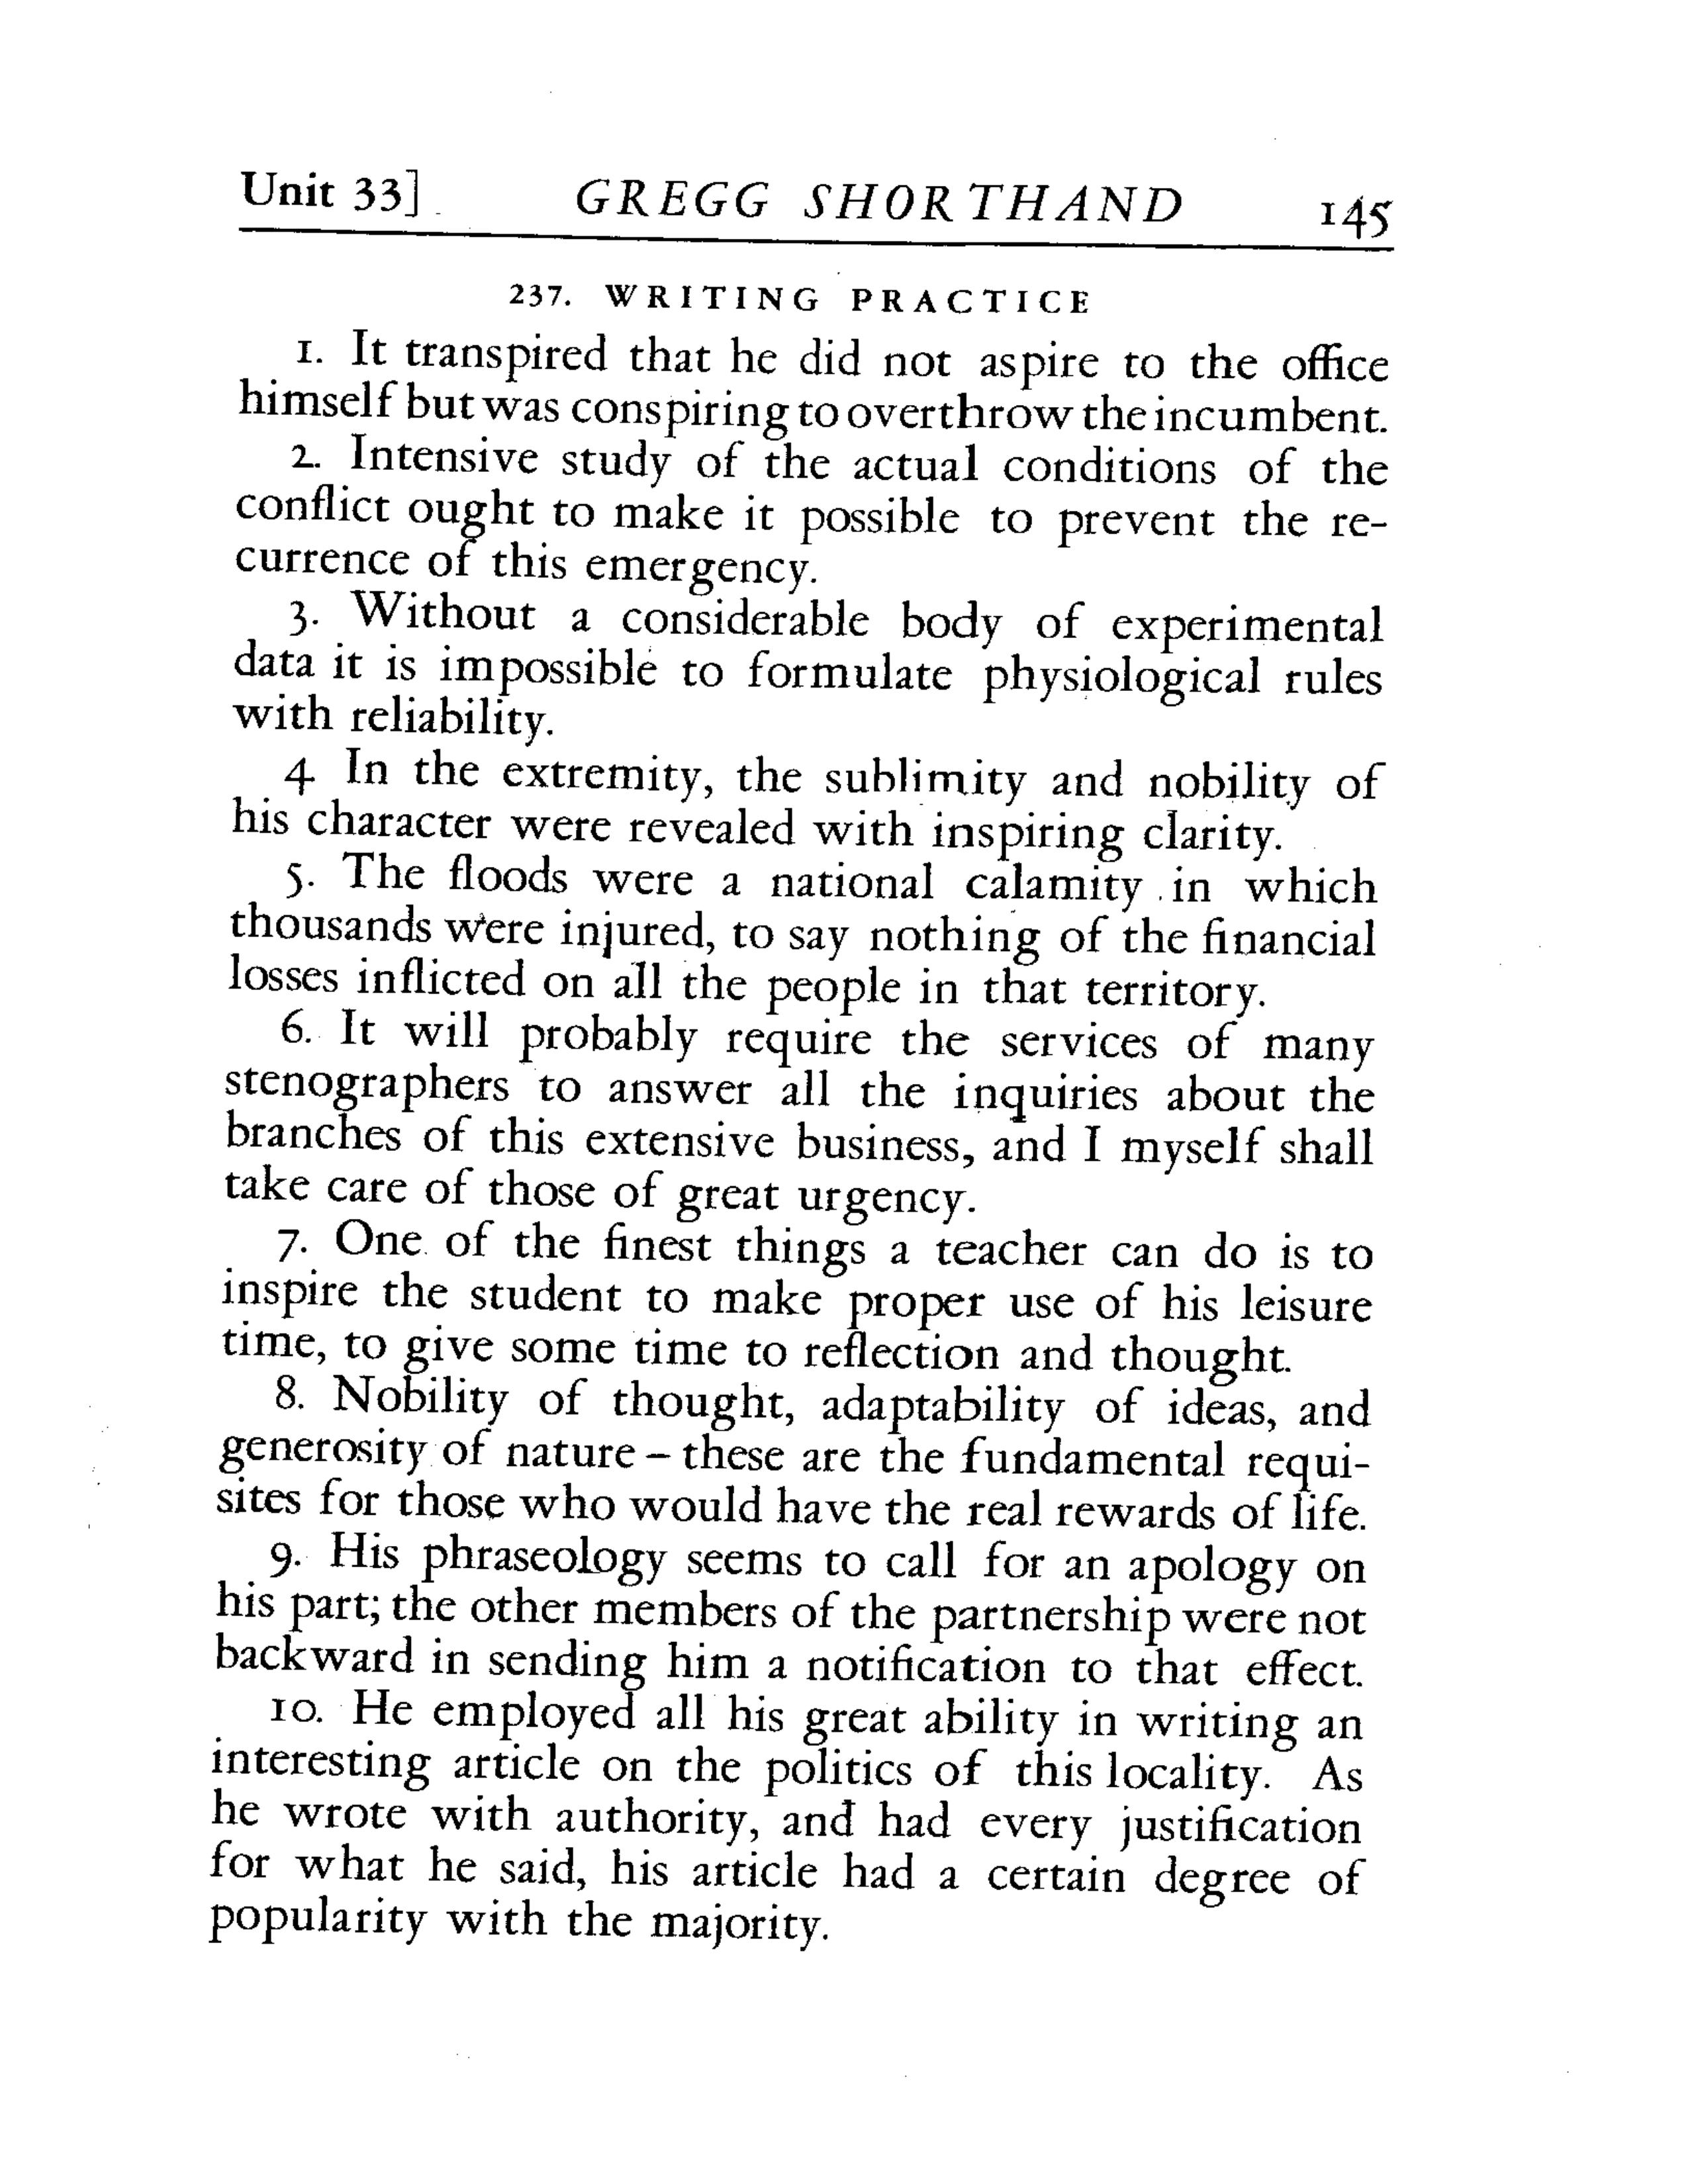 Unit 33] GREGG SHORTHAND 145
237. WRITING PRACTICE
1. It transpired that he did not aspire to the office
himself but was conspiring to overthrow the incumbent.
2. Intensive study of the actual conditions of the
conflict ought to make it possible to prevent the re-
currence of this emergency.
3. Without a considerable body of experimental
data it is impossible to formulate physiological rules
with reliability.
4 In the extremity, the sublimity and nobility of
his character were revealed with inspiring clarity.
5. The floods were a national calamity in which
thousands were injured, to say nothing of the financial
losses inflicted on all the people in that territory.
6. It will probably require the services of many
stenographers to answer all the inquiries about the
branches of this extensive business, and I myself shall
take care of those of great urgency.
7. One of the finest things a teacher can do is to
inspire the student to make proper use of his leisure
time, to give some time to reflection and thought.
8. Nobility of thought, adaptability of ideas, and
generosity of nature – these are the fundamental requi-
sites for those who would have the real rewards of life.
9. His phraseology seems to call for an apology on
his part; the other members of the partnership were not
backward in sending him a notification to that effect.
10. He employed all his great ability in writing an
interesting article on the politics of this locality. As
he wrote with authority, and had every justification
for what he said, his article had a certain degree of
popularity with the majority.